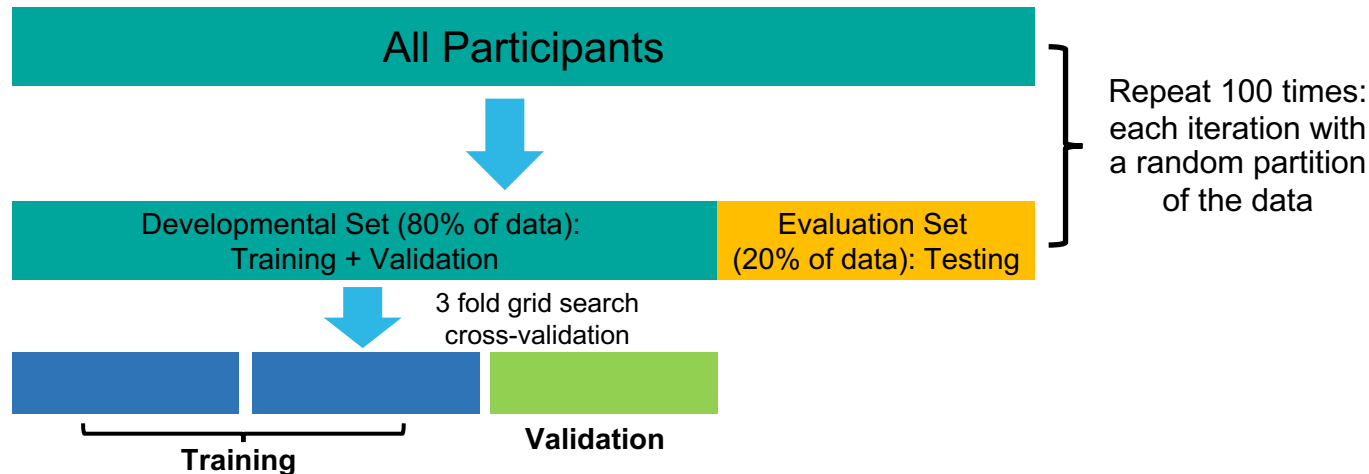 All Participants
Repeat 100 times:
each iteration with
a random partition
of the data
Developmental Set (80% of data):
Training + Validation
Evaluation Set
(20% of data): Testing
3 fold grid search
cross-validation
Training
Validation